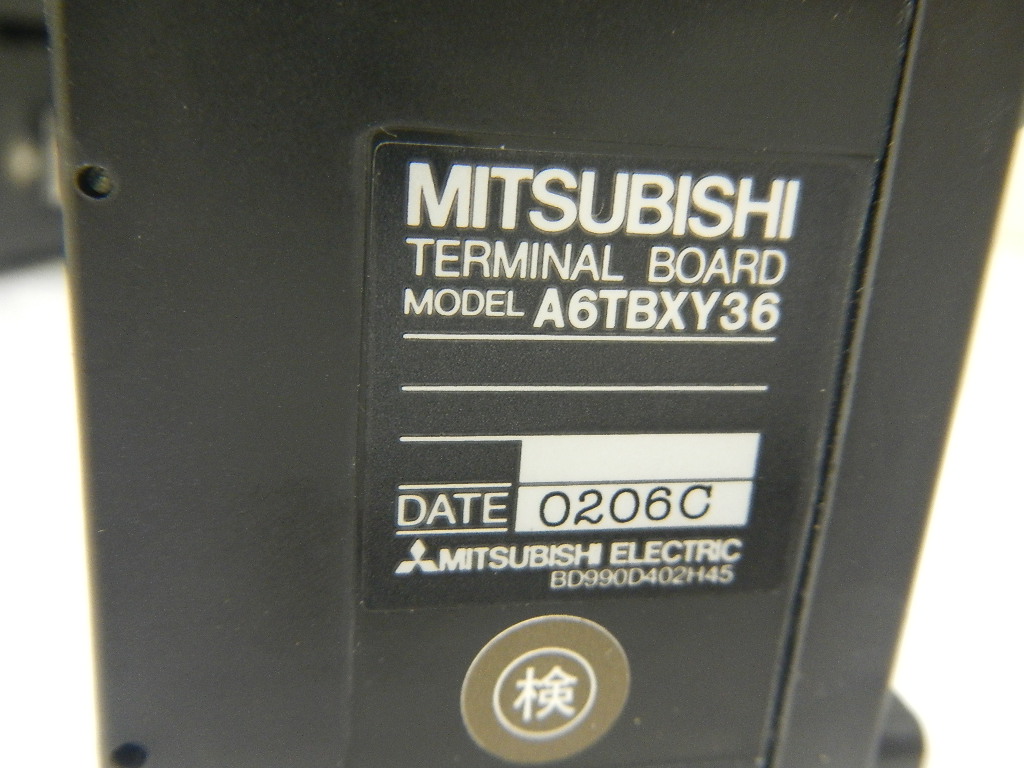 MITSUBISHI
TERMINAL BOARD
MODEL A6TBXY36
DATE 0206C
MITSUBISHI ELECTRIC
BD990D402H45
検